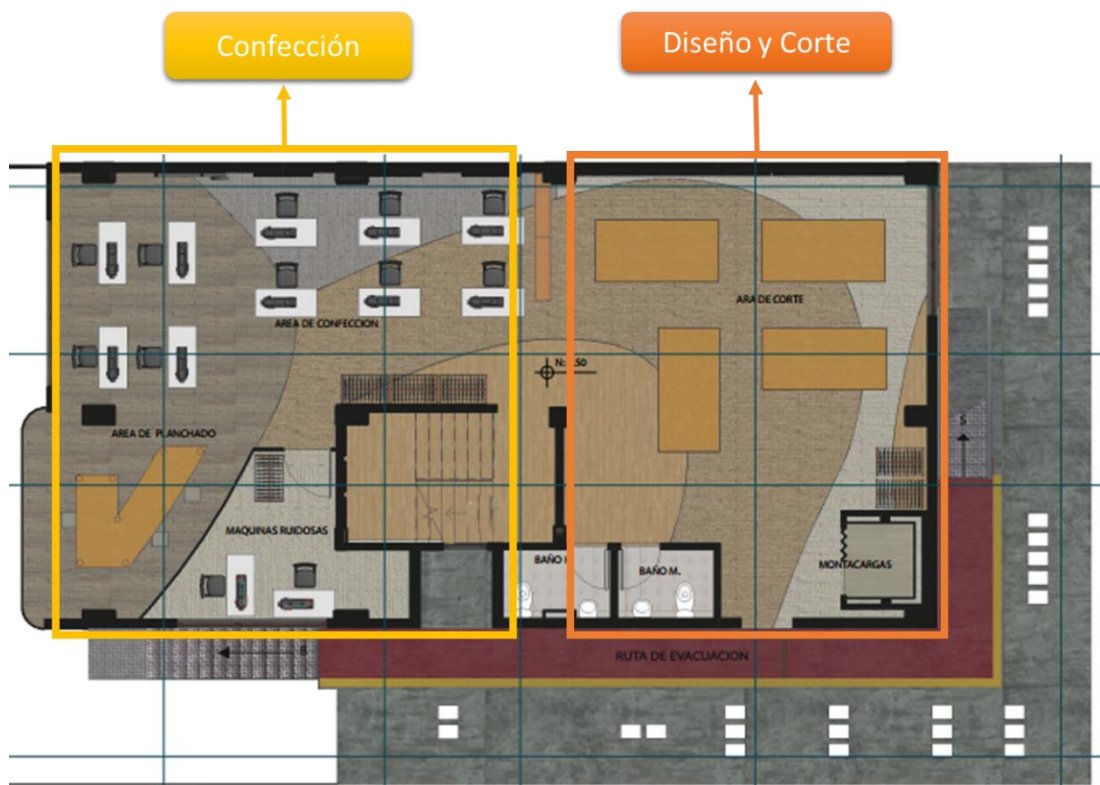 Confección
Diseño y Corte
ARA DE CORTE
AREA DE CONFECCION
AREA DE PLANCHADO
S
MAQUINAS RUIDOSAS
BAÑO
BAÑO M.
MONTACARGAS
RUTA DE EVACUACION